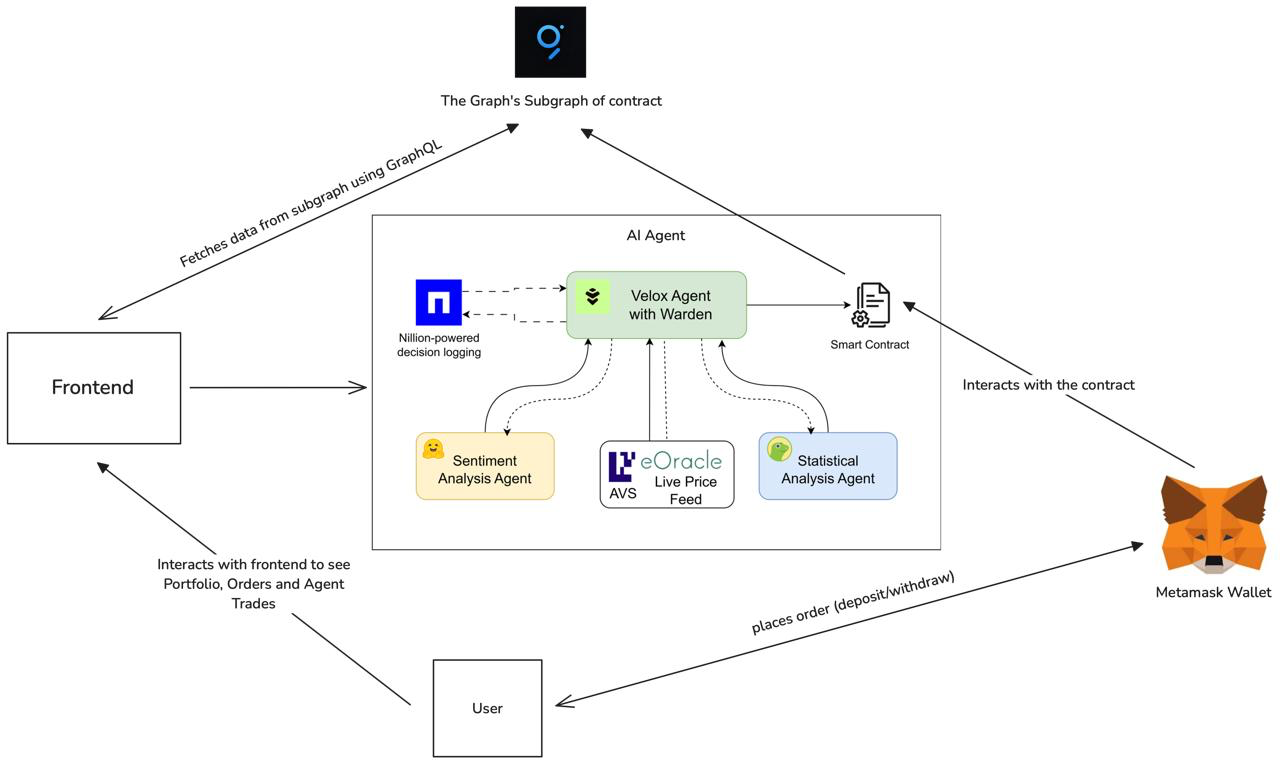 The Graph's Subgraph of contract
Fetches data from subgraph using GraphQL
AI Agent
Velox Agent
with Warden
Nillion-powered
decision logging
Smart Contract
Frontend
Interacts with the contract
Sentiment
Analysis Agent
eOracle
AVS
Live Price
Feed
Statistical
Analysis Agent
Interacts with frontend to see
Portfolio, Orders and Agent
Trades
places order (deposit/withdraw)
Metamask Wallet
User